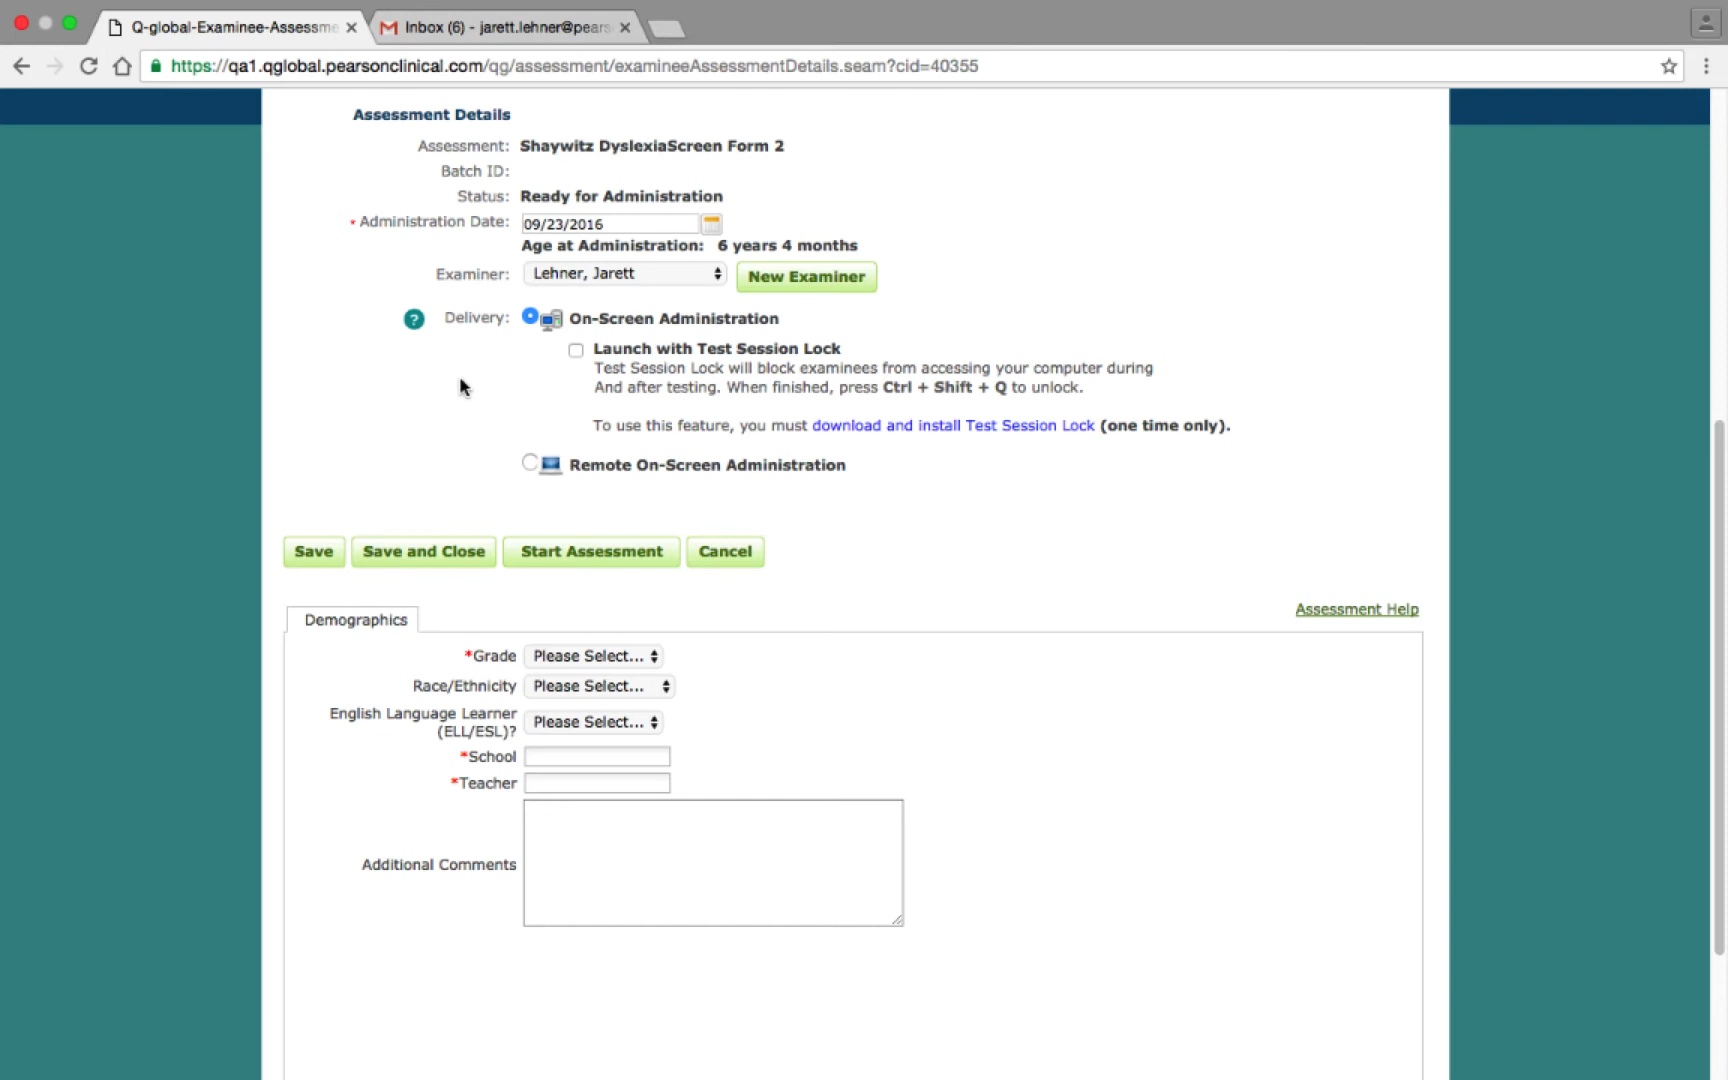 Q-global-Examinee-Assessme
Inbox (6) - jarett.lehner@pears
https://qa1.qglobal.pearsonclinical.com/qg/assessment/examineeAssessmentDetails.seam?cid=40355
Assessment Details
Assessment: Shaywitz DyslexiaScreen Form 2
Batch ID:
Status: Ready for Administration
* Administration Date: 09/23/2016
Age at Administration: 6 years 4 months
Examiner: Lehner, Jarett New Examiner
? Delivery: On-Screen Administration
Launch with Test Session Lock
Test Session Lock will block examinees from accessing your computer during
And after testing. When finished, press Ctrl + Shift + Q to unlock.
To use this feature, you must download and install Test Session Lock (one time only).
Remote On-Screen Administration
Save Save and Close Start Assessment Cancel
Assessment Help
Demographics
*Grade Please Select...
Race/Ethnicity Please Select...
English Language Learner
(ELL/ESL)? Please Select...
*School
*Teacher
Additional Comments